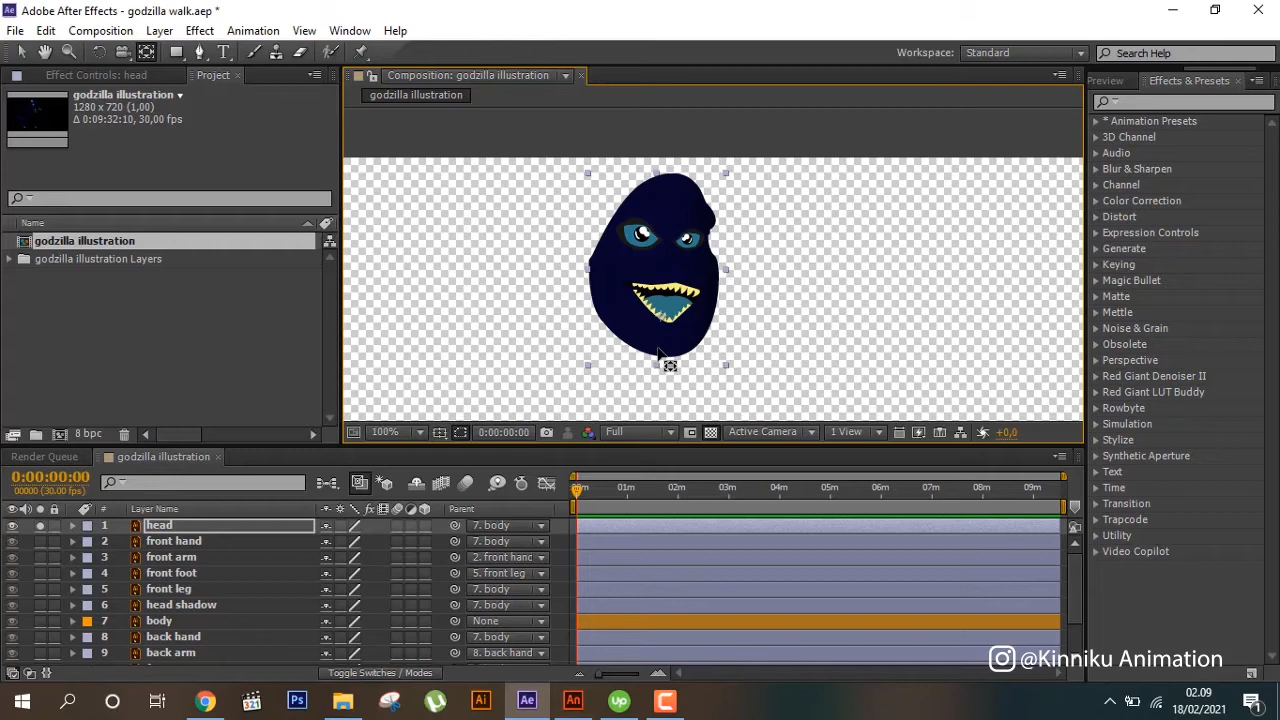 Adobe After Effects - godzilla walk.aep *
File Edit Composition Layer Effect Animation View Window Help
Workspace: Standard Search Help
Effect Controls: head Project
Composition: godzilla illustration
Preview Effects & Presets
godzilla illustration
godzilla illustration
1280 x 720 (1,00)
Δ 0:09:32:10, 30,00 fps
Name
godzilla illustration
godzilla illustration Layers
* Animation Presets
3D Channel
Audio
Blur & Sharpen
Channel
Color Correction
Distort
Expression Controls
Generate
Keying
Magic Bullet
Matte
Mettle
Noise & Grain
Obsolete
Perspective
Red Giant Denoiser II
Red Giant LUT Buddy
Rowbyte
Simulation
Stylize
Synthetic Aperture
Text
Time
Transition
Trapcode
Utility
Video Copilot
8 bpc
100% 0:00:00:00 Full Active Camera 1 View +0,0
Render Queue godzilla illustration
0:00:00:00
00000 (30.00 fps)
01m 02m 03m 04m 05m 06m 07m 08m 09m
# Layer Name Parent
1 head 7. body
2 front hand 7. body
3 front arm 2. front hand
4 front foot 5. front leg
5 front leg 7. body
6 head shadow 7. body
7 body None
8 back hand 7. body
9 back arm 8. back hand
Toggle Switches / Modes
@Kinniku Animation
02.09
18/02/2021